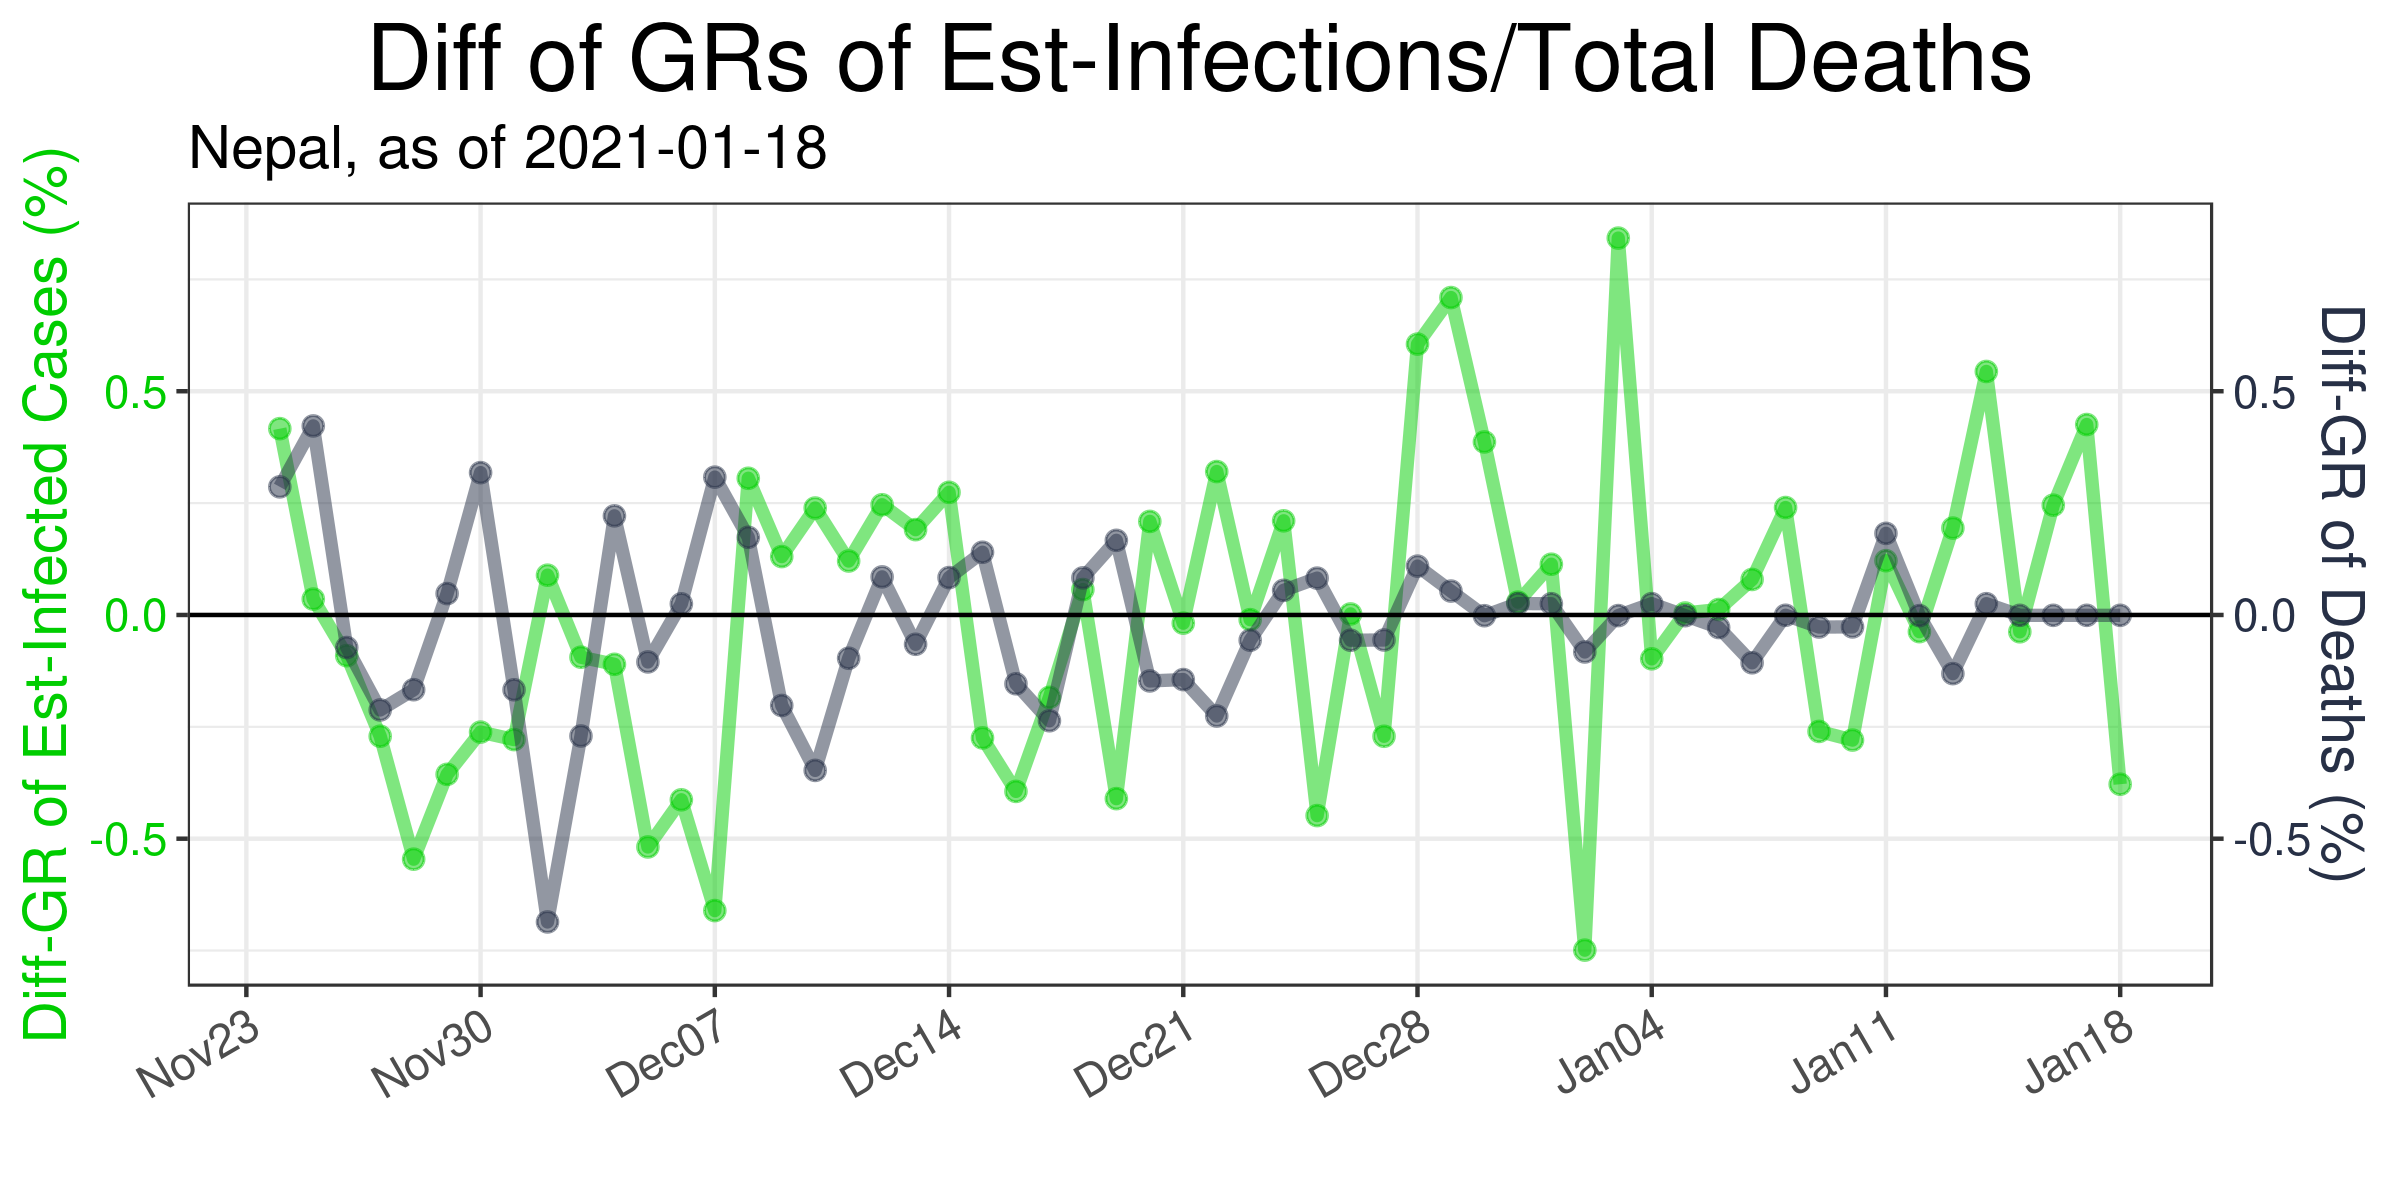 Diff of GRs of Est-Infections/Total Deaths
Nepal, as of 2021-01-18
Diff-GR of Est-Infected Cases (%)
0.5
0.0
-0.5
0.5
0.0
-0.5
Diff-GR of Deaths (%)
Nov23
Nov30
Dec07
Dec14
Dec21
Dec28
Jan04
Jan11
Jan18